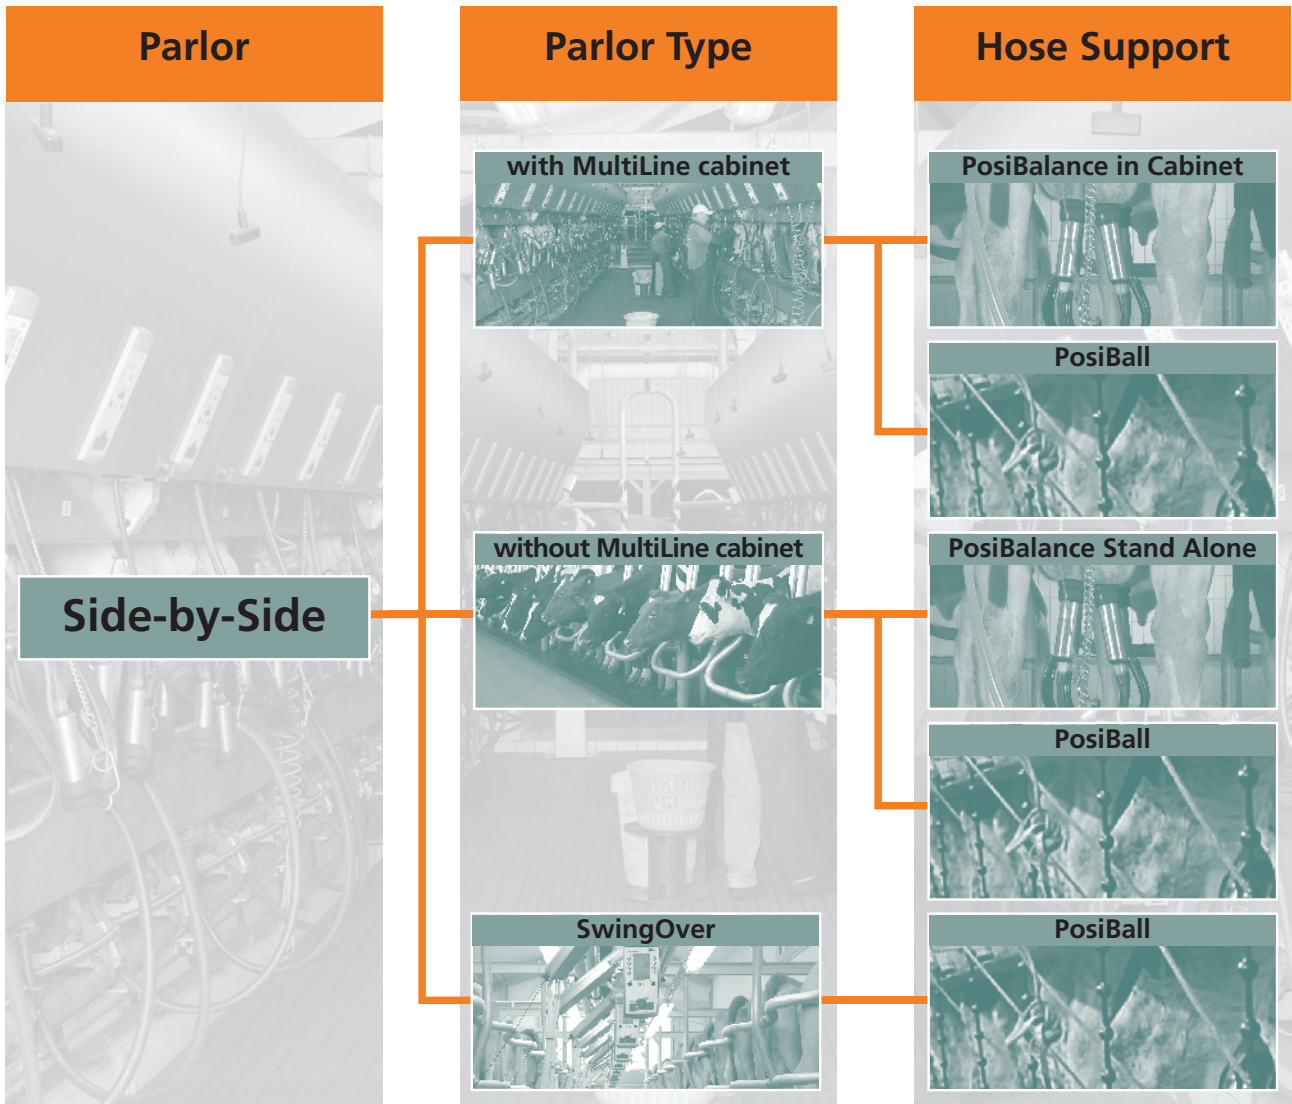 Parlor
Parlor Type
Hose Support
with MultiLine cabinet
PosiBalance in Cabinet
PosiBall
without MultiLine cabinet
PosiBalance Stand Alone
Side-by-Side
PosiBall
SwingOver
PosiBall